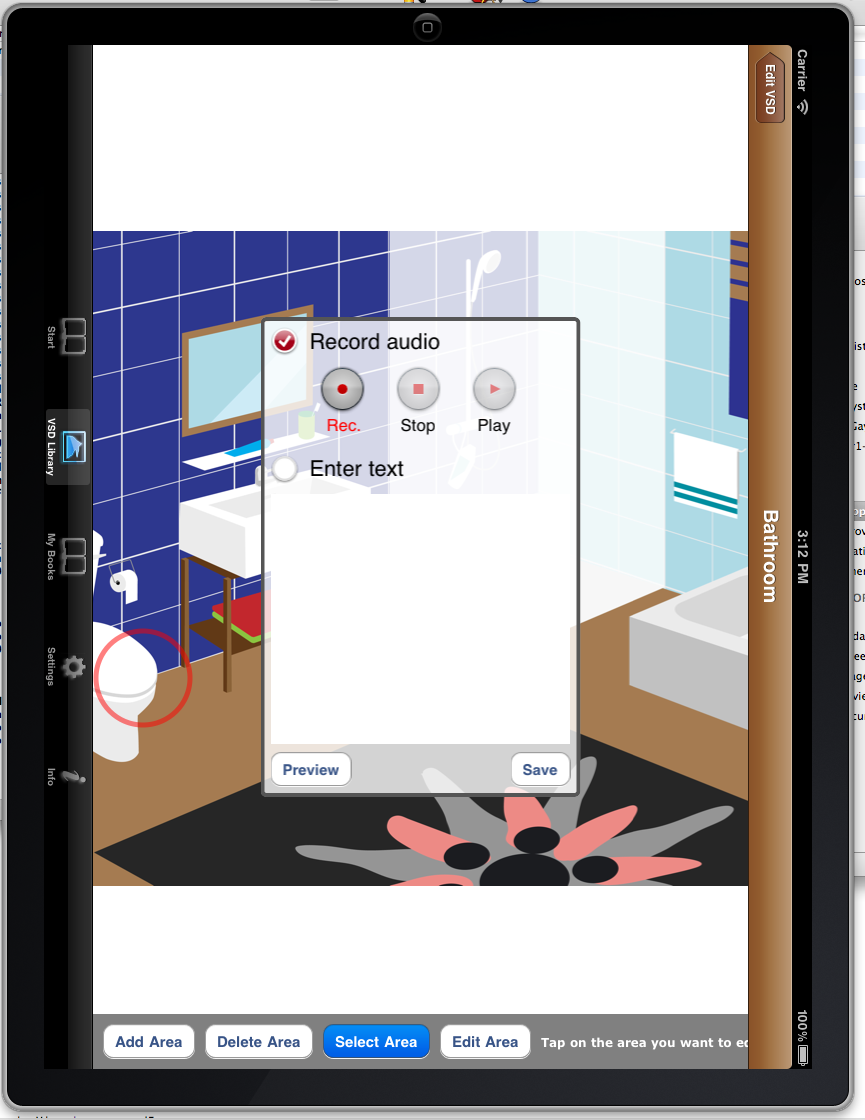 Carrier
3:12 PM
100%
Edit VSD
Bathroom
Record audio
Rec.
Stop
Play
Enter text
Preview
Save
Start
VSD Library
My Books
Settings
Info
Add Area
Delete Area
Select Area
Edit Area
Tap on the area you want to ec